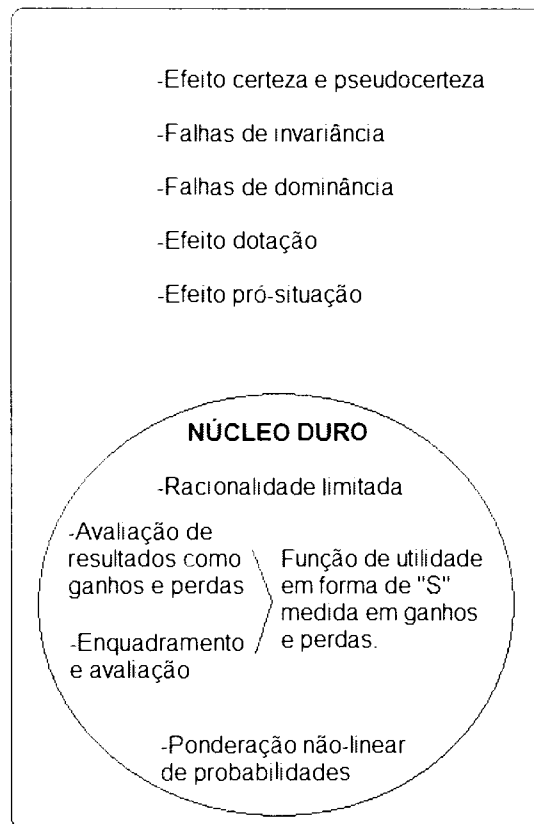 -Efeito certeza e pseudocerteza
-Falhas de invariância
-Falhas de dominância
-Efeito dotação
-Efeito pró-situação
NÚCLEO DURO
-Racionalidade limitada
-Avaliação de
resultados como
ganhos e perdas
-Enquadramento
e avaliação
Função de utilidade
em forma de "S"
medida em ganhos
e perdas.
-Ponderação não-linear
de probabilidades